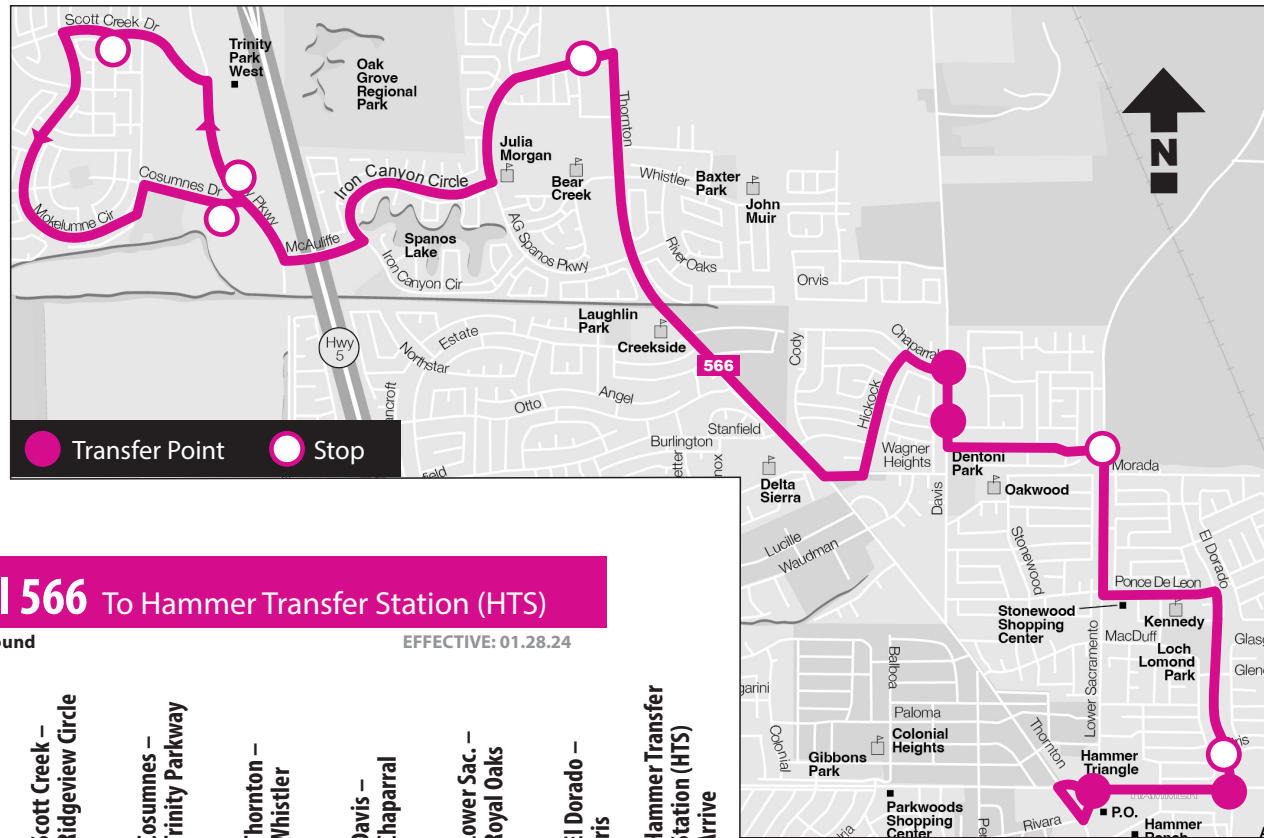 Scott Creek Dr
Trinity
Park
West
Oak
Grove
Regional
Park
Thornton
Julia
Morgan
Bear
Creek
Whistler
Baxter
Park
John
Muir
Iron Canyon Circle
Cosumnes Dr
Pkwy
Mokelumne Cir
McAuliffe
Spanos
Lake
AG Spanos Pkwy
Iron Canyon Cir
River Oaks
Orvis
N
Laughlin
Park
Creekside
Hwy
5
Estate
Northstar
Cody
Chaparral
566
Hickock
Angel
Otto
Stanfield
Burlington
Wagner
Heights
Dentoni
Park
Morada
Oakwood
Davis
Delta
Sierra
Transfer Point
Stop
Lucille
Waudman
Stonewood
El Dorado
Ponce De Leon
Stonewood
Shopping
Center
Kennedy
MacDuff
Loch
Lomond
Park
Lower Sacramento
Balboa
Paloma
Colonial
Colonial
Heights
Gibbons
Park
Thornton
Hammer
Triangle
HAMMER
P.O.
Rivara
Parkwoods
Shopping
Center
Hammer
566 To Hammer Transfer Station (HTS)
EFFECTIVE: 01.28.24
Scott Creek –
Ridgeview Circle
Cosumnes –
Trinity Parkway
Thornton –
Whistler
Davis –
Chaparral
Lower Sac. –
Royal Oaks
El Dorado –
Iris
Hammer Transfer
Station (HTS)
Arrive